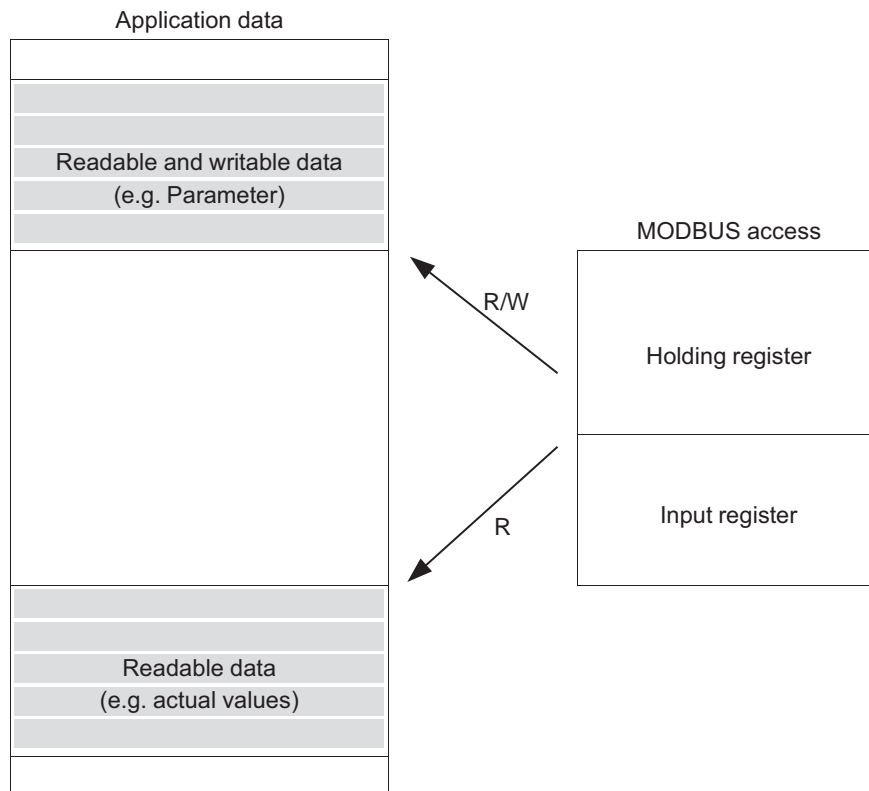 Application data
Readable and writable data
(e.g. Parameter)
MODBUS access
R/W
Holding register
Input register
R
Readable data
(e.g. actual values)